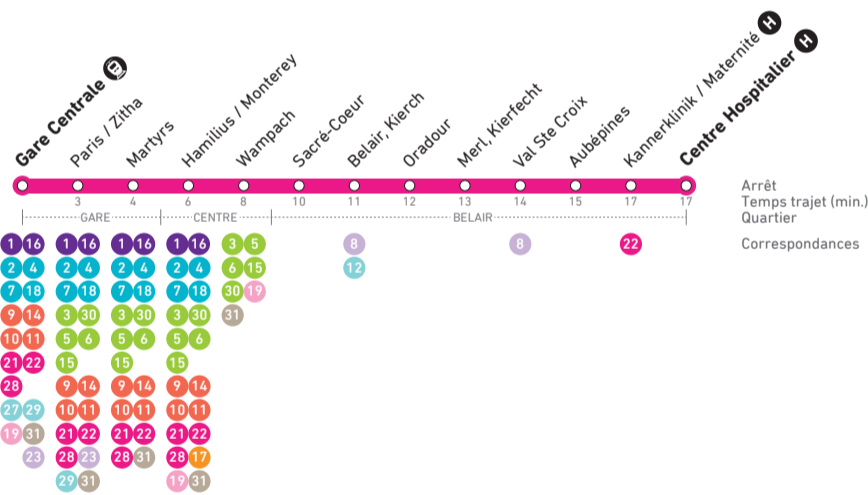 Gare Centrale
Paris / Zitha
Martyrs
Hamilius / Monterey
Wampach
Sacré-Coeur
Belair, Kierch
Oradour
Merl, Kierfecht
Val Ste Croix
Aubépines
Kannerklinik / Maternité H
Centre Hospitalier H
Arrêt
3 4 6 8 10 11 12 13 14 15 17 17 Temps trajet (min.)
GARE CENTRE BELAIR Quartier
1 16 1 16 1 16 1 16 3 5 8 8 22 Correspondances
2 4 2 4 2 4 2 4 6 15 12
7 18 7 18 7 18 7 18 30 19
9 14 3 30 3 30 3 30 31
10 11 5 6 5 6 5 6
21 22 15 15 15
28 9 14 9 14 9 14
27 29 10 11 10 11 10 11
19 31 21 22 21 22 21 22
23 28 23 28 31 28 17
29 31 19 31